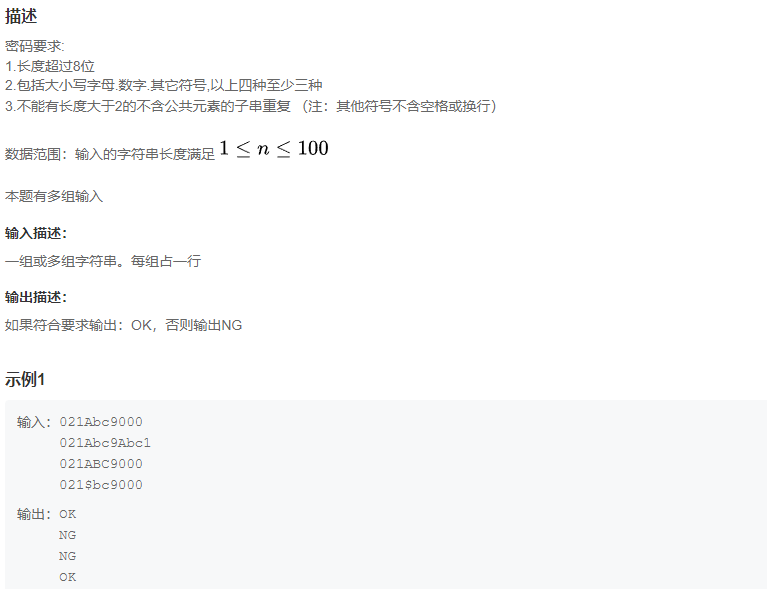 描述
密码要求:
1.长度超过8位
2.包括大小写字母.数字.其它符号,以上四种至少三种
3.不能有长度大于2的不含公共元素的子串重复 （注：其他符号不含空格或换行）
数据范围：输入的字符串长度满足 1 ≤ n ≤ 100
本题有多组输入
输入描述：
一组或多组字符串。每组占一行
输出描述：
如果符合要求输出：OK，否则输出NG
示例1
输入：021Abc9000
021Abc9Abc1
021ABC9000
021$bc9000
输出：OK
NG
NG
OK